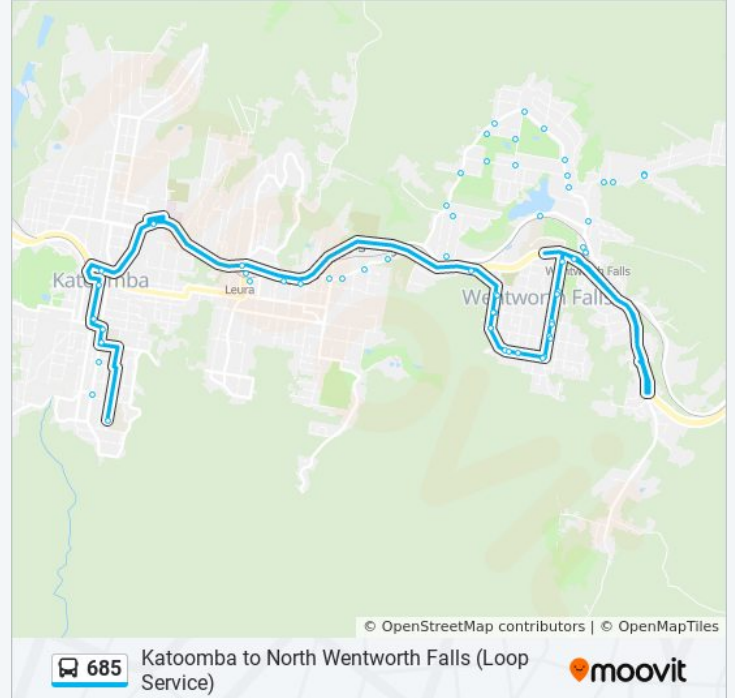 Katoomba
Leura
Wentworth Falls
Wentworth Falls
© OpenStreetMap contributors | © OpenMapTiles
685
Katoomba to North Wentworth Falls (Loop
Service)
moovit